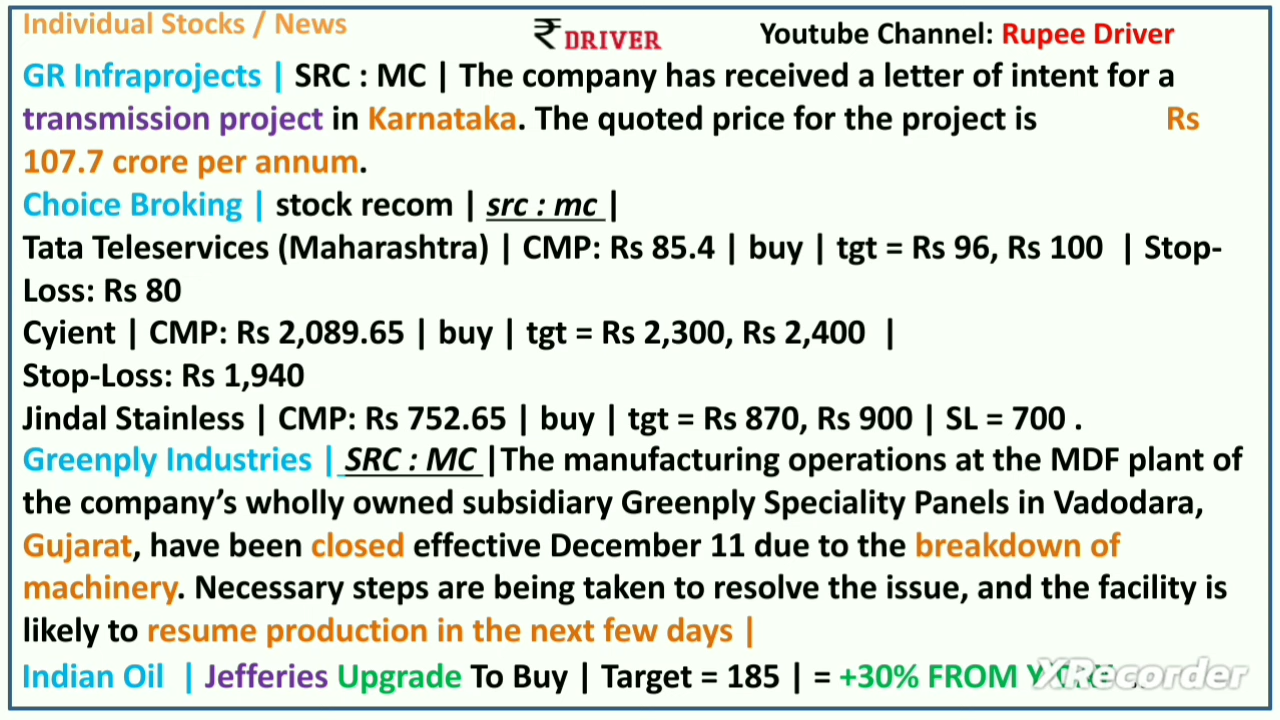 Individual Stocks / News
₹ DRIVER
Youtube Channel: Rupee Driver
GR Infraprojects | SRC : MC | The company has received a letter of intent for a
transmission project in Karnataka. The quoted price for the project is Rs
107.7 crore per annum.
Choice Broking | stock recom | src : mc |
Tata Teleservices (Maharashtra) | CMP: Rs 85.4 | buy | tgt = Rs 96, Rs 100 | Stop-
Loss: Rs 80
Cyient | CMP: Rs 2,089.65 | buy | tgt = Rs 2,300, Rs 2,400 |
Stop-Loss: Rs 1,940
Jindal Stainless | CMP: Rs 752.65 | buy | tgt = Rs 870, Rs 900 | SL = 700 .
Greenply Industries | SRC : MC |The manufacturing operations at the MDF plant of
the company's wholly owned subsidiary Greenply Speciality Panels in Vadodara,
Gujarat, have been closed effective December 11 due to the breakdown of
machinery. Necessary steps are being taken to resolve the issue, and the facility is
likely to resume production in the next few days |
Indian Oil | Jefferies Upgrade To Buy | Target = 185 | = +30% FROM
XRecorder